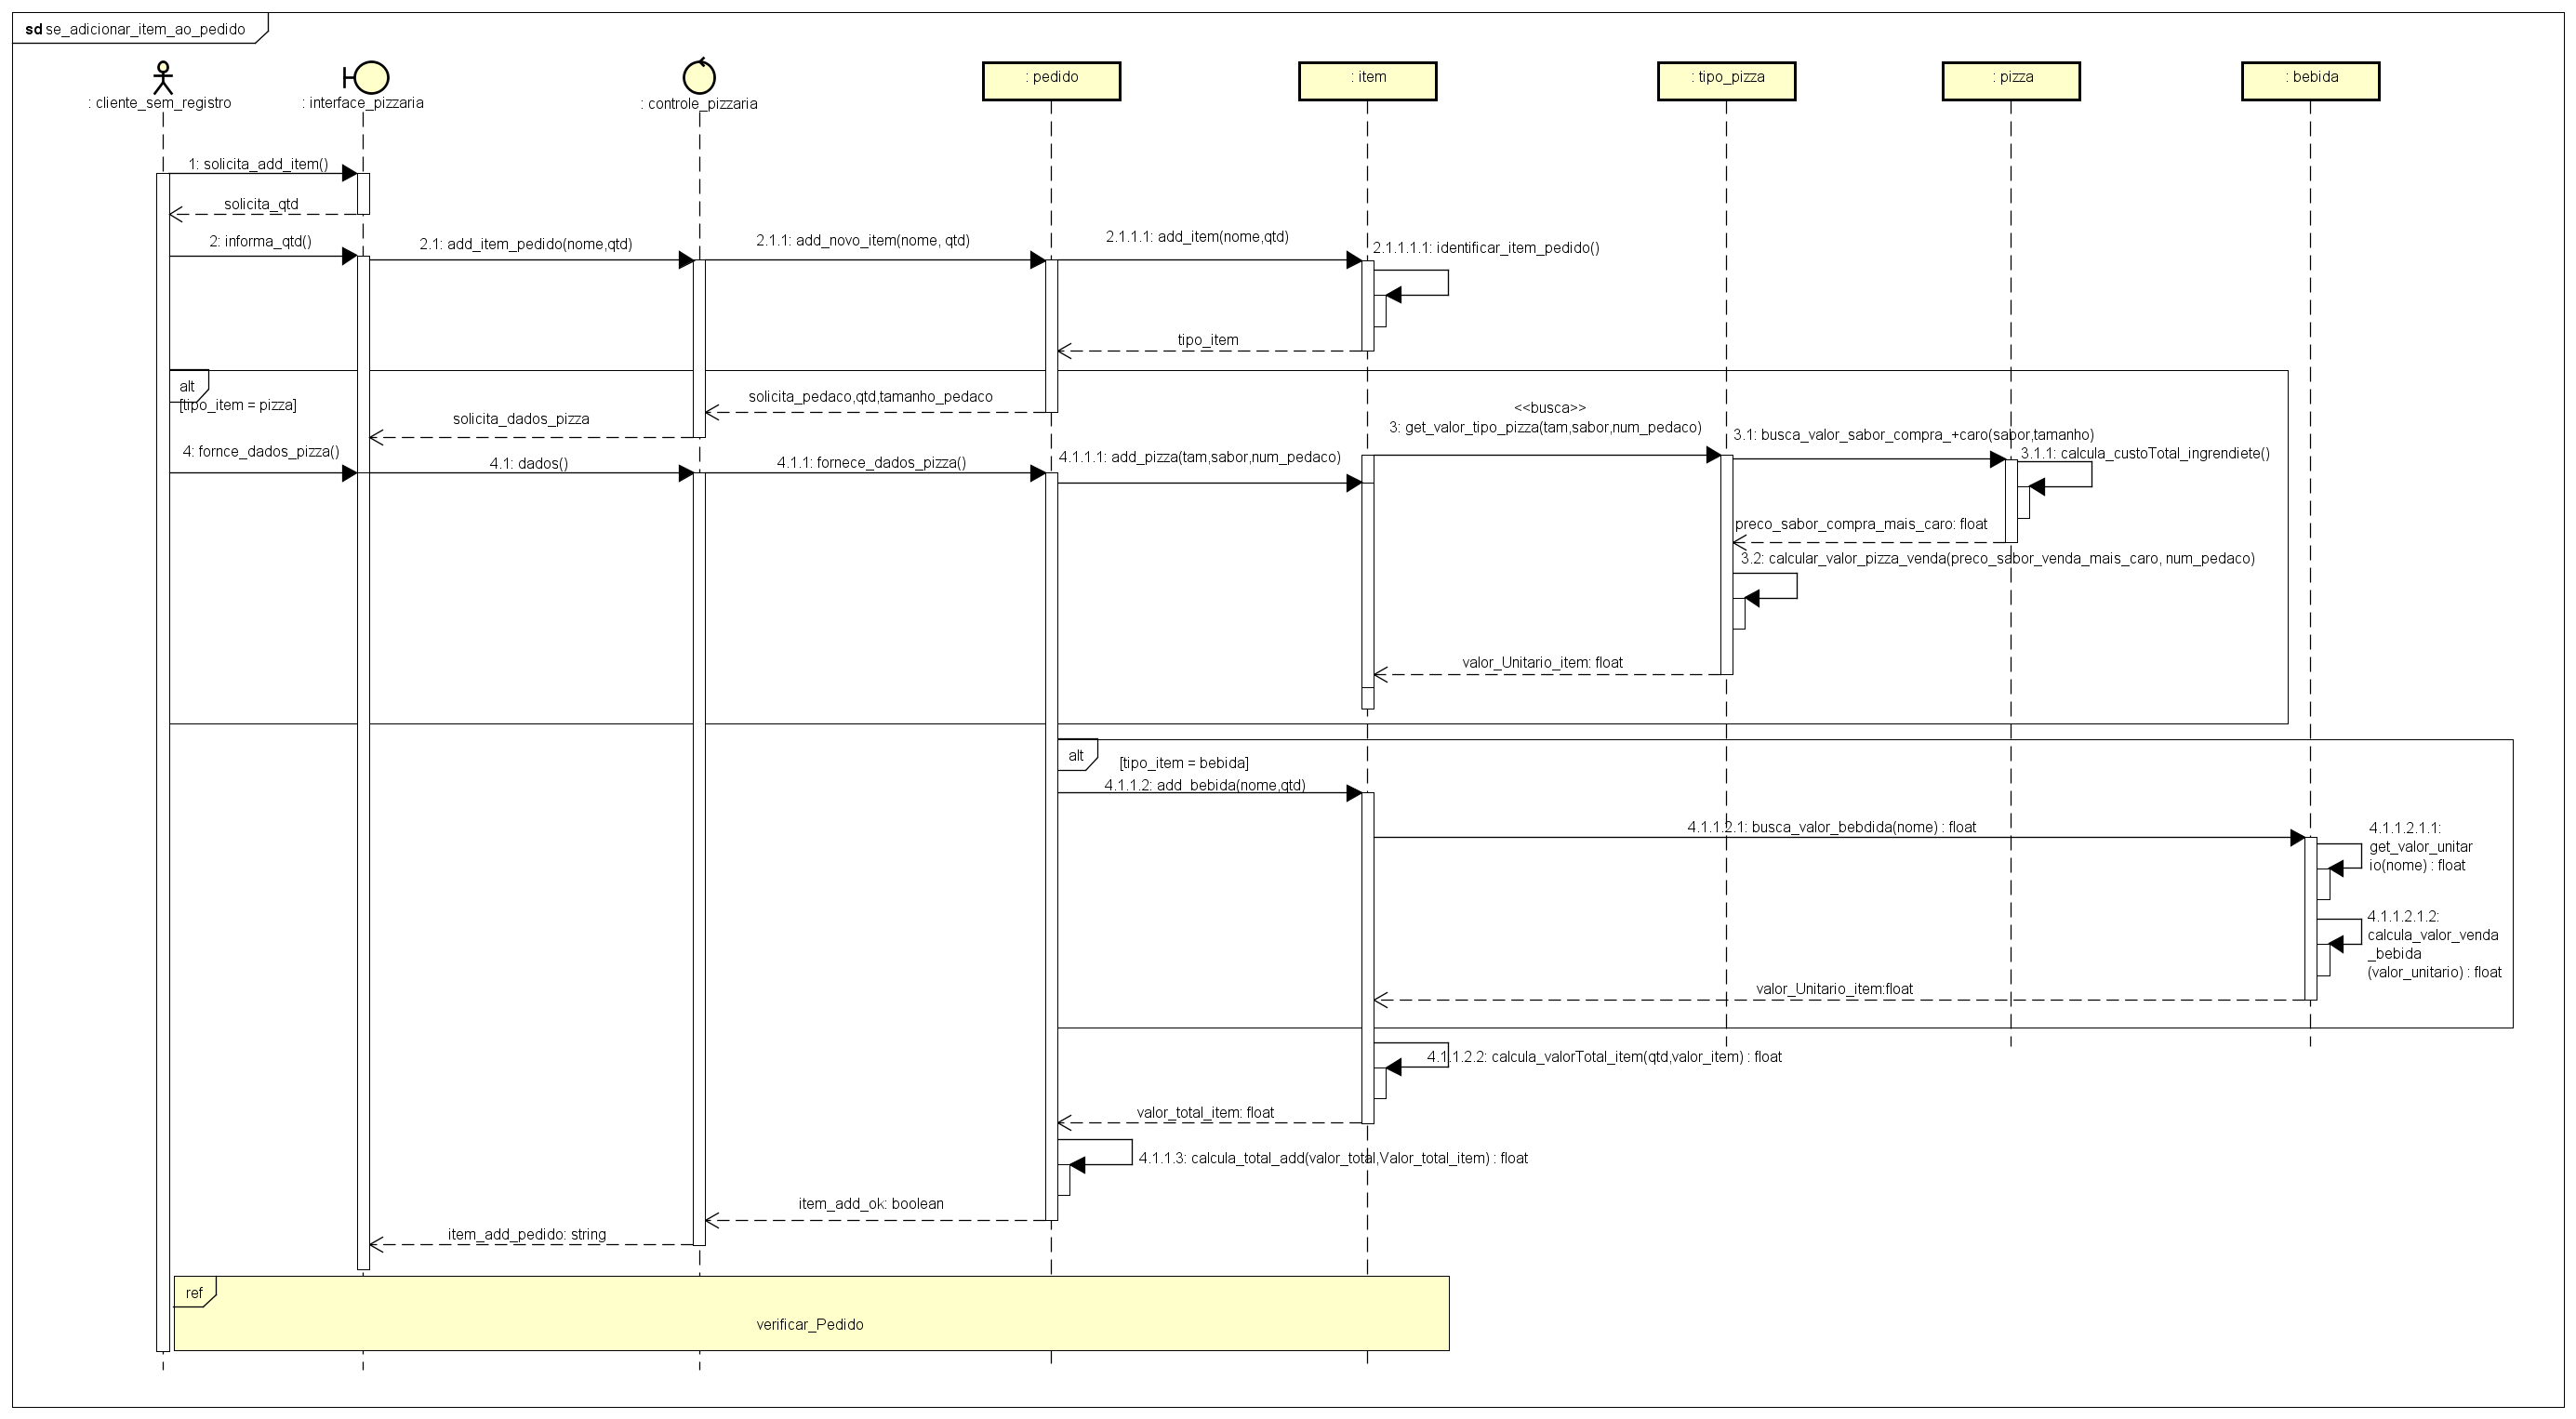 sd se_adicionar_item_ao_pedido
: cliente_sem_registro
: interface_pizzaria
: controle_pizzaria
: pedido
: item
: tipo_pizza
: pizza
: bebida
1: solicita_add_item()
solicita_qtd
2: informa_qtd()
2.1: add_item_pedido(nome,qtd)
2.1.1: add_novo_item(nome, qtd)
2.1.1.1: add_item(nome,qtd)
2.1.1.1.1: identificar_item_pedido()
tipo_item
alt
[tipo_item = pizza]
solicita_pedaco,qtd,tamanho_pedaco
solicita_dados_pizza
<<busca>>
3: get_valor_tipo_pizza(tam,sabor,num_pedaco)
3.1: busca_valor_sabor_compra_+caro(sabor,tamanho)
3.1.1: calcula_custoTotal_ingrendiete()
4: fornce_dados_pizza()
4.1: dados()
4.1.1: fornece_dados_pizza()
4.1.1.1: add_pizza(tam,sabor,num_pedaco)
preco_sabor_compra_mais_caro: float
3.2: calcular_valor_pizza_venda(preco_sabor_venda_mais_caro, num_pedaco)
valor_Unitario_item: float
alt
[tipo_item = bebida]
4.1.1.2: add_bebida(nome,qtd)
4.1.1.2.1: busca_valor_bebdida(nome) : float
4.1.1.2.1.1:
get_valor_unitar
io(nome) : float
4.1.1.2.1.2:
calcula_valor_venda
_bebida
(valor_unitario) : float
valor_Unitario_item:float
4.1.1.2.2: calcula_valorTotal_item(qtd,valor_item) : float
valor_total_item: float
4.1.1.3: calcula_total_add(valor_total,Valor_total_item) : float
item_add_ok: boolean
item_add_pedido: string
ref
verificar_Pedido